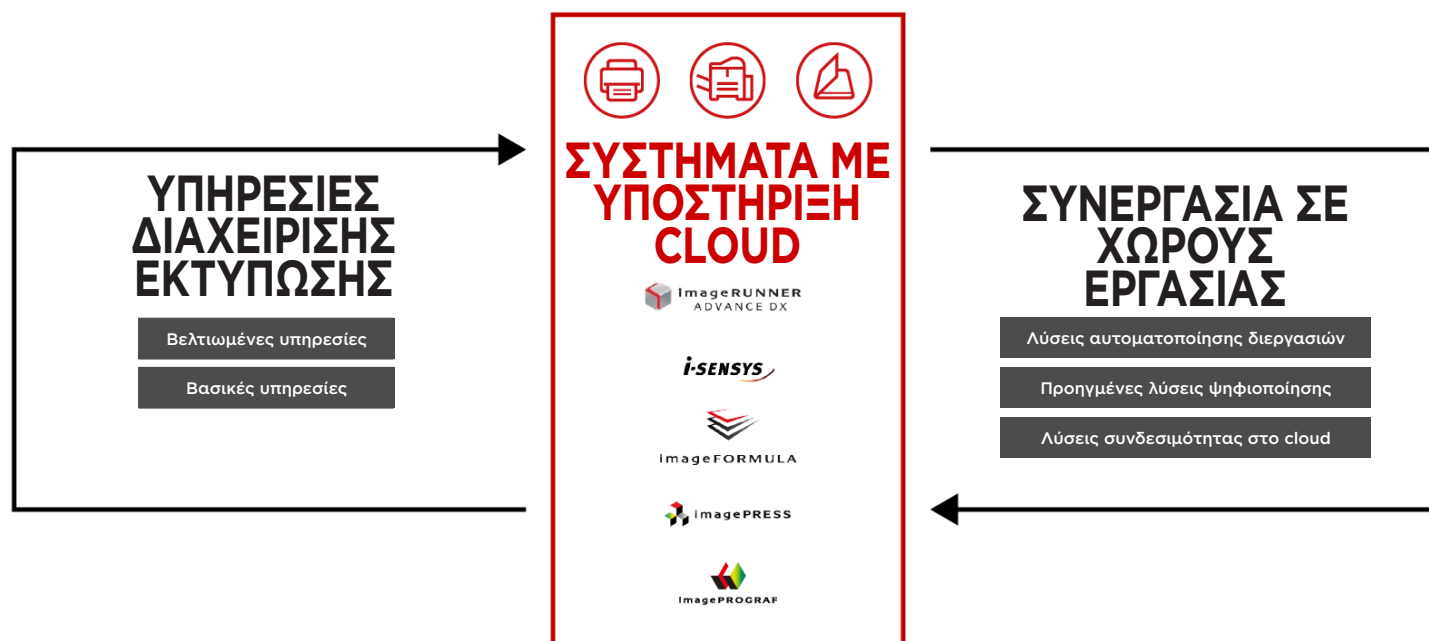 ΥΠΗΡΕΣΙΕΣ
ΔΙΑΧΕΙΡΙΣΗΣ
ΕΚΤΥΠΩΣΗΣ
Βελτιωμένες υπηρεσίες
Βασικές υπηρεσίες
ΣΥΣΤΗΜΑΤΑ ΜΕ
ΥΠΟΣΤΗΡΙΞΗ
CLOUD
imageRUNNER
ADVANCE DX
i-SENSYS
imageFORMULA
imagePRESS
imagePROGRAF
ΣΥΝΕΡΓΑΣΙΑ ΣΕ
ΧΩΡΟΥΣ
ΕΡΓΑΣΙΑΣ
Λύσεις αυτοματοποίησης διεργασιών
Προηγμένες λύσεις ψηφιοποίησης
Λύσεις συνδεσιμότητας στο cloud